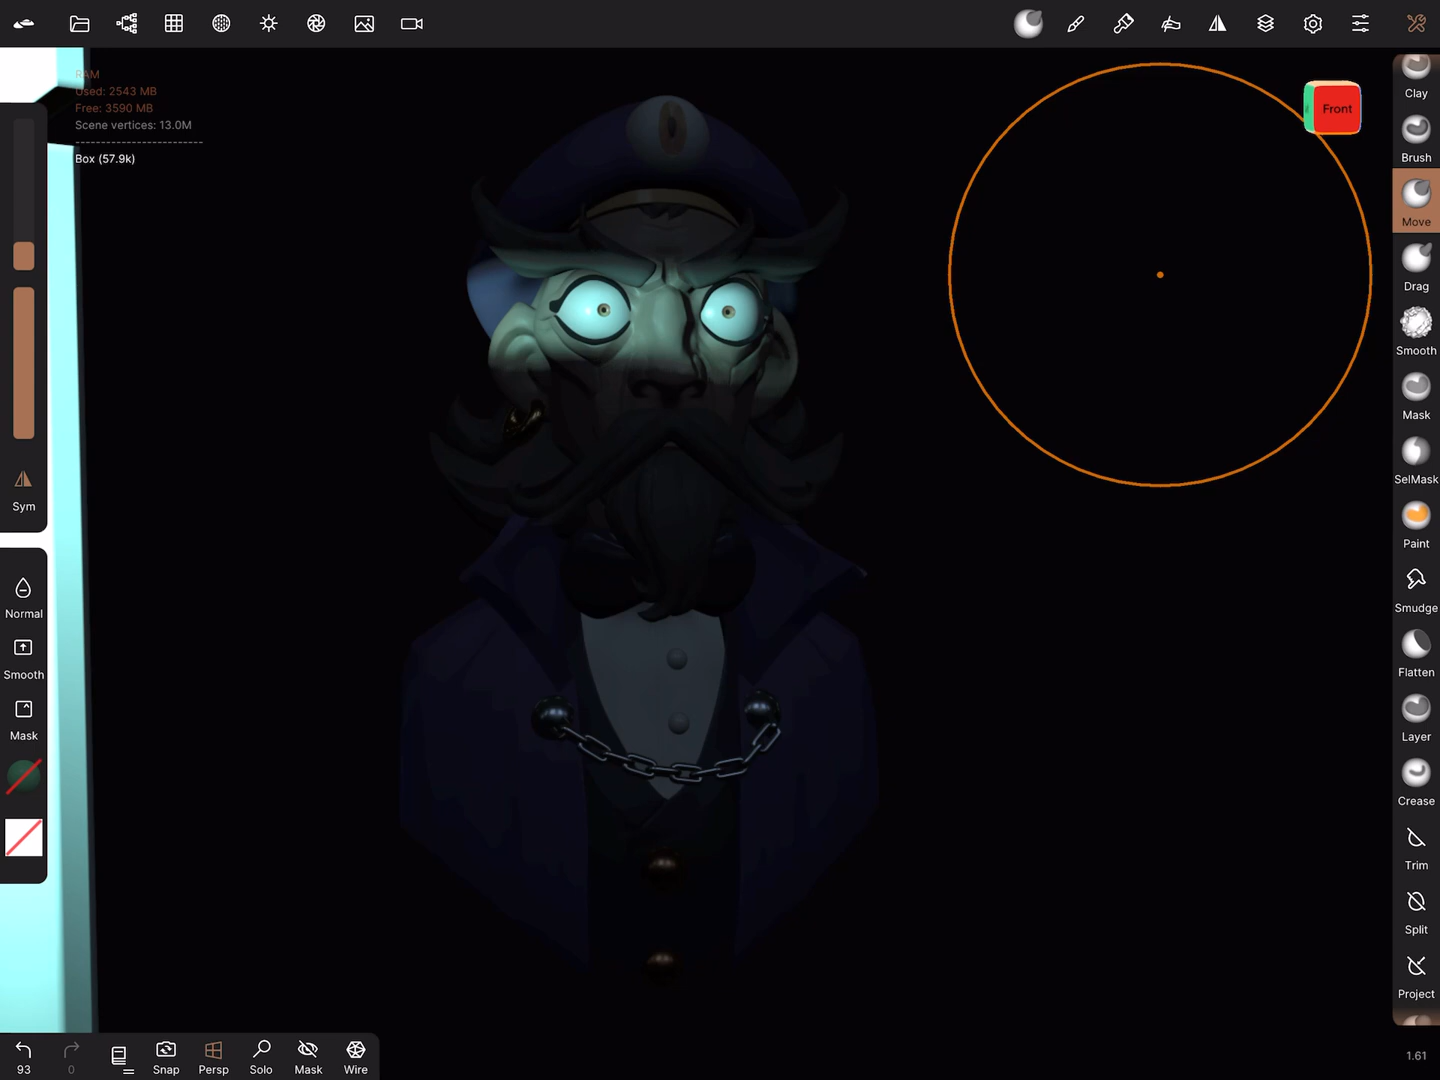 RAM
Used: 2543 MB
Free: 3590 MB
Scene vertices: 13.0M
-------------------------
Box (57.9k)
Front
Sym
Normal
Smooth
Mask
Clay
Brush
Move
Drag
Smooth
Mask
SelMask
Paint
Smudge
Flatten
Layer
Crease
Trim
Split
Project
93
0
Snap
Persp
Solo
Mask
Wire
1.61